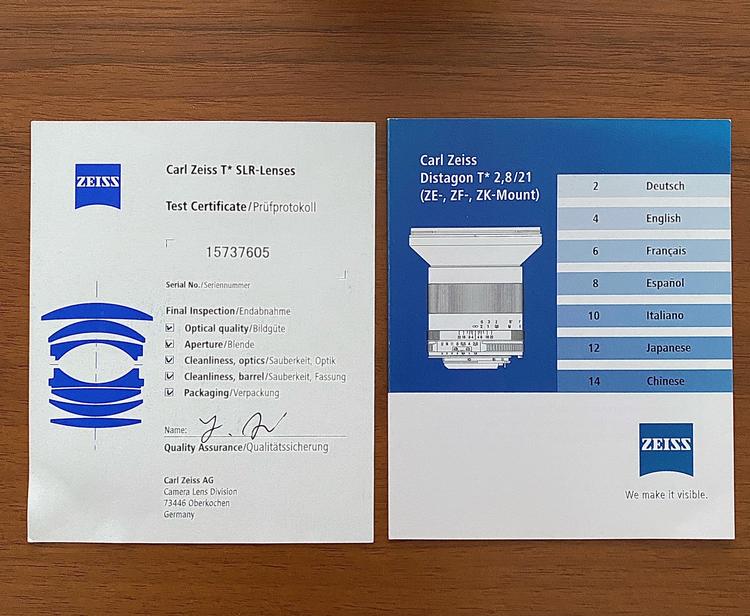 ZEISS
Carl Zeiss T* SLR-Lenses
Test Certificate/Prüfprotokoll
15737605
Serial No./Seriennummer
Final Inspection/Endabnahme
Optical quality/Bildgüte
Aperture/Blende
Cleanliness, optics/Sauberkeit, Optik
Cleanliness, barrel/Sauberkeit, Fassung
Packaging/Verpackung
Name:
Quality Assurance/Qualitätssicherung
Carl Zeiss AG
Camera Lens Division
73446 Oberkochen
Germany
Carl Zeiss
Distagon T* 2,8/21
(ZE-, ZF-, ZK-Mount)
2 Deutsch
4 English
6 Français
8 Español
10 Italiano
12 Japanese
14 Chinese
ZEISS
We make it visible.